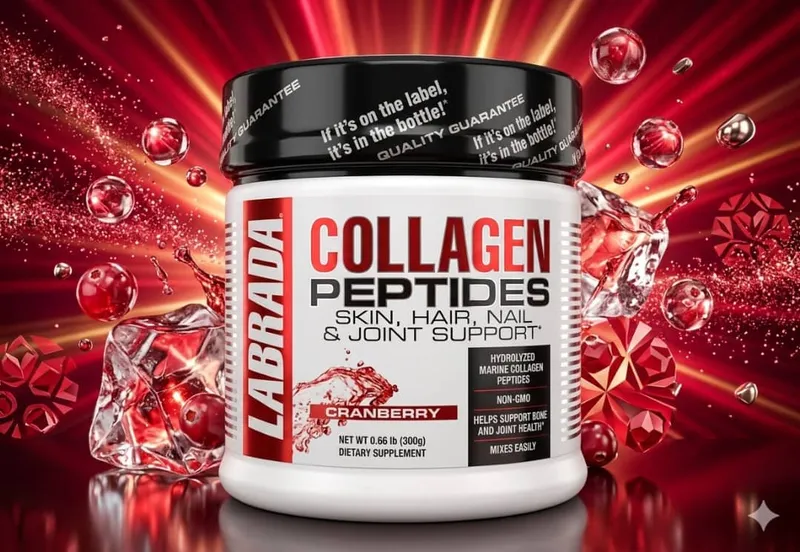 If it's on the label,
it's in the bottle!*
QUALITY GUARANTEE
If it's on the label,
it's in the bottle!*
QUALITY GUARANTEE
LABRADA
COLLAGEN
PEPTIDES
SKIN, HAIR, NAIL
& JOINT SUPPORT*
CRANBERRY
NET WT 0.66 lb (300g)
DIETARY SUPPLEMENT
HYDROLYZED
MARINE COLLAGEN
PEPTIDES
NON-GMO
HELPS SUPPORT BONE
AND JOINT HEALTH*
MIXES EASILY